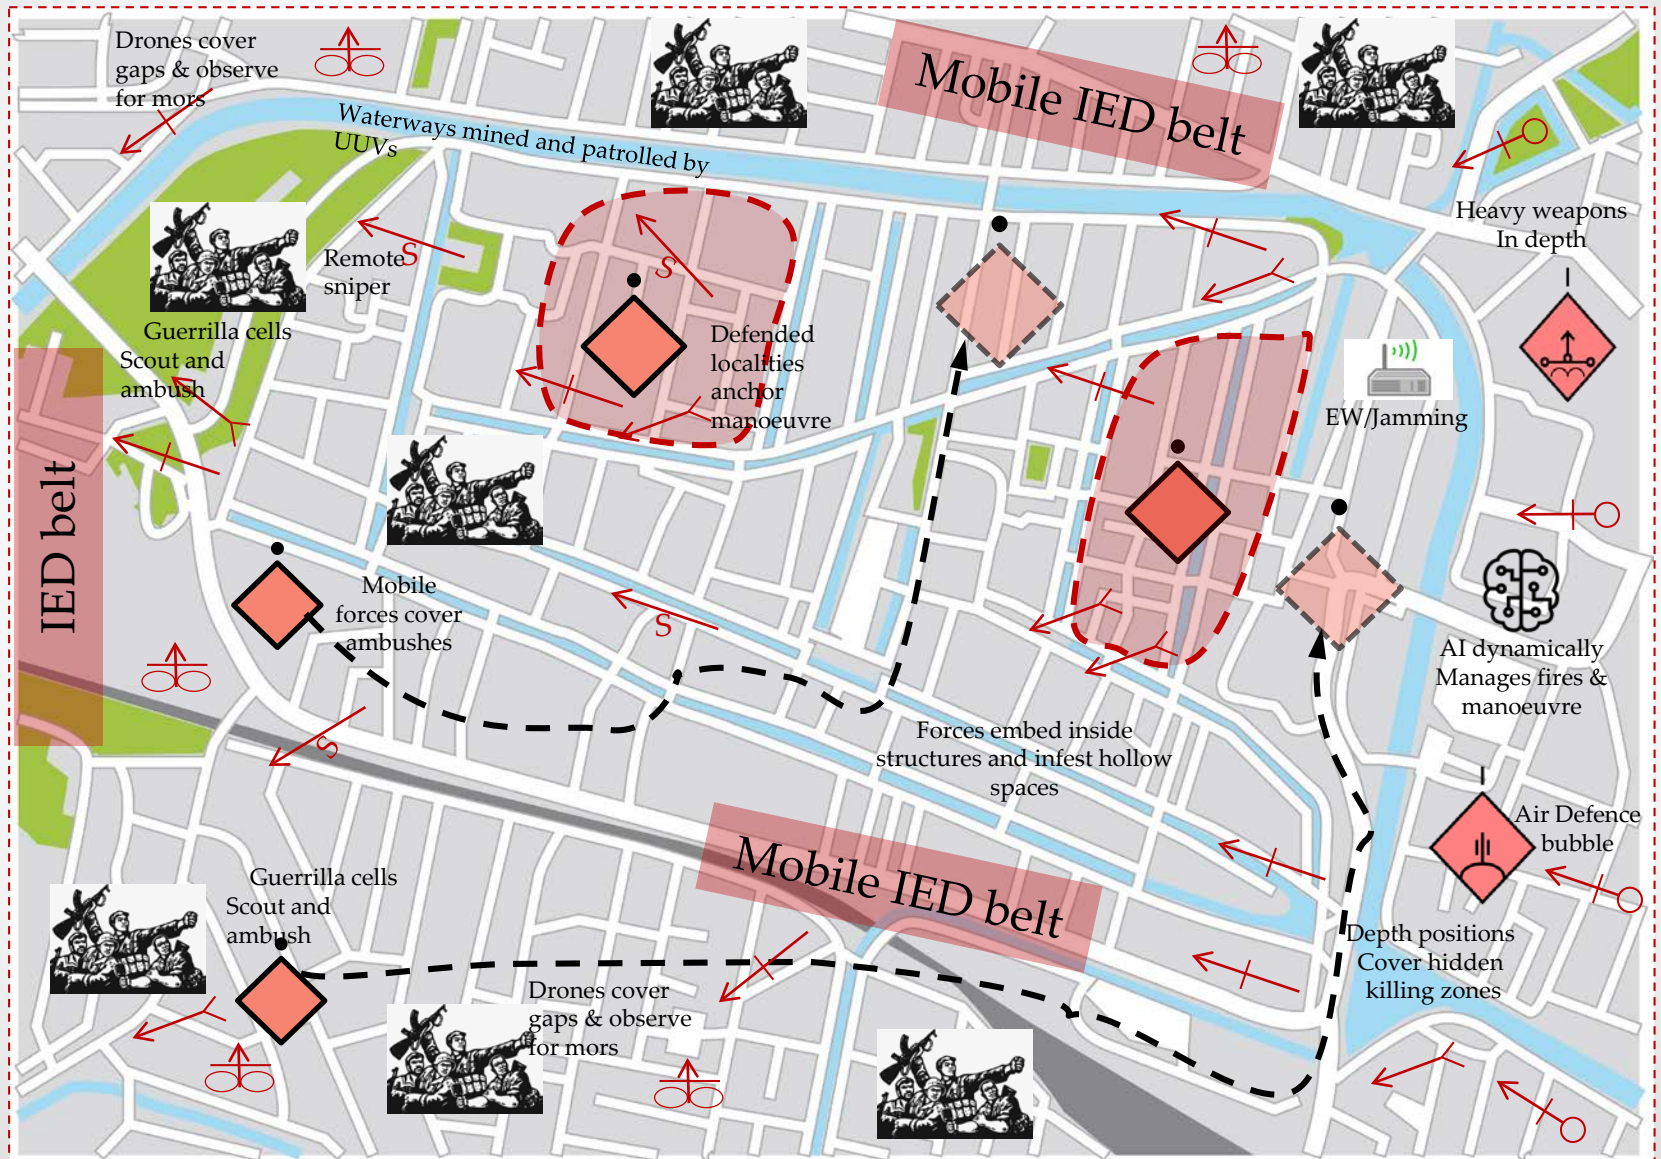 Drones cover
gaps & observe
for mors
Mobile IED belt
Waterways mined and patrolled by
UUVs
Heavy weapons
In depth
S
Remote
sniper
S
Guerrilla cells
Scout and
ambush
Defended
localities
anchor
manoeuvre
EW/Jamming
IED belt
Mobile
forces cover
ambushes
S
AI dynamically
Manages fires &
manoeuvre
S
Forces embed inside
structures and infest hollow
spaces
Air Defence
bubble
Mobile IED belt
Guerrilla cells
Scout and
ambush
Depth positions
Cover hidden
killing zones
Drones cover
gaps & observe
for mors